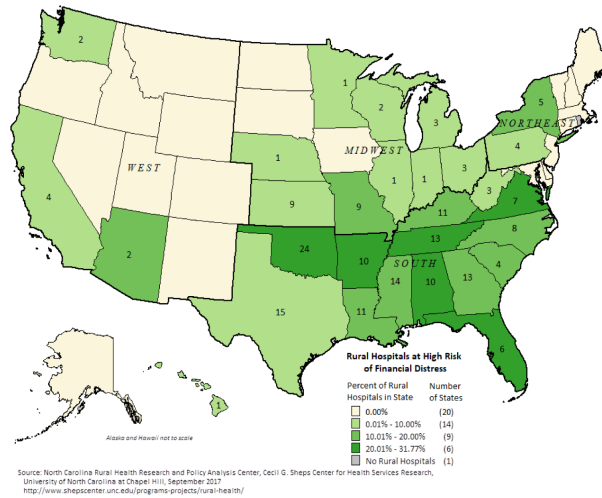 2
1
5
2
3
NORTHEAST
MIDWEST
4
WEST
1
1
1
3
3
4
9
9
7
11
2
24
13
8
10
SOUTH
4
14
10
13
15
11
6
1
Rural Hospitals at High Risk
of Financial Distress
Percent of Rural Number
Hospitals in State of States
0.00% (20)
0.01% - 10.00% (14)
10.01% - 20.00% (9)
20.01% - 31.77% (6)
No Rural Hospitals (1)
Alaska and Hawaii not to scale
Source: North Carolina Rural Health Research and Policy Analysis Center, Cecil G. Sheps Center for Health Services Research,
University of North Carolina at Chapel Hill, September 2017
http://www.shepscenter.unc.edu/programs-projects/rural-health/